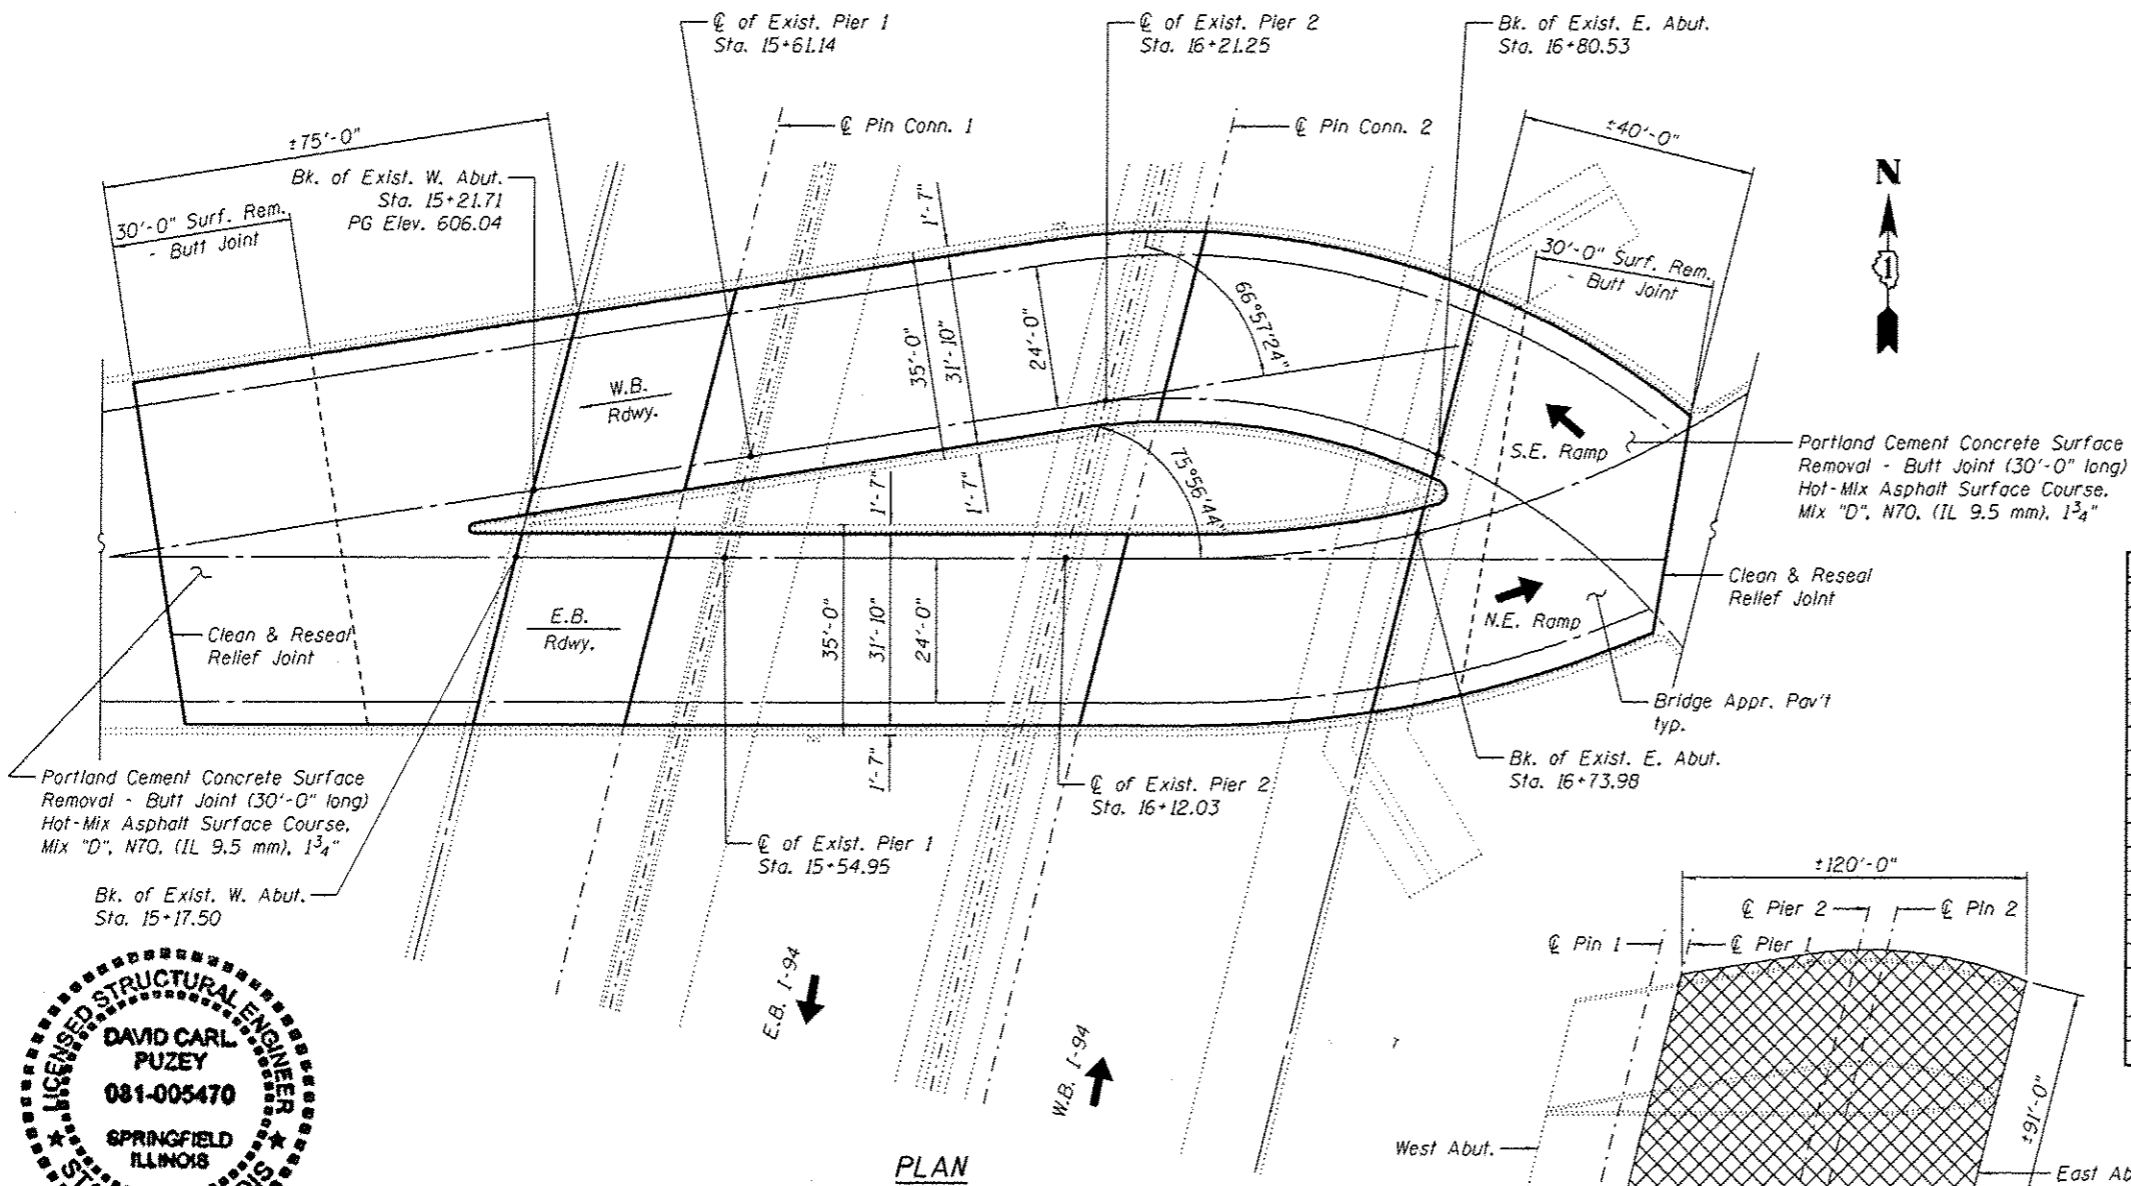 ℄ of Exist. Pier 1
Sta. 15+61.14
℄ of Exist. Pier 2
Sta. 16+21.25
Bk. of Exist. E. Abut.
Sta. 16+80.53
±75'-0"
℄ Pin Conn. 1
℄ Pin Conn. 2
±40'-0"
Bk. of Exist. W. Abut.
Sta. 15+21.71
PG Elev. 606.04
30'-0" Surf. Rem.
- Butt Joint
N
1
1'-7"
30'-0" Surf. Rem.
- Butt Joint
66°57'24"
35'-0"
31'-10"
24'-0"
W.B.
Rdwy.
S.E. Ramp
Portland Cement Concrete Surface
Removal - Butt Joint (30'-0" long)
Hot-Mix Asphalt Surface Course,
Mix "D", N70, (IL 9.5 mm), 1 3/4"
75°56'44"
1'-7"
1'-7"
Clean & Reseal
Relief Joint
N.E. Ramp
E.B.
Rdwy.
35'-0"
31'-10"
24'-0"
Clean & Reseal
Relief Joint
Bridge Appr. Pav't
typ.
1'-7"
Bk. of Exist. E. Abut.
Sta. 16+73.98
Portland Cement Concrete Surface
Removal - Butt Joint (30'-0" long)
Hot-Mix Asphalt Surface Course,
Mix "D", N70, (IL 9.5 mm), 1 3/4"
℄ of Exist. Pier 2
Sta. 16+12.03
℄ of Exist. Pier 1
Sta. 15+54.95
Bk. of Exist. W. Abut.
Sta. 15+17.50
±120'-0"
℄ Pier 2
℄ Pin 2
℄ Pin 1
℄ Pier 1
E.B. I-94
W.B. I-94
LICENSED STRUCTURAL ENGINEER
DAVID CARL
PUZEY
081-005470
SPRINGFIELD
ILLINOIS
±91'-0"
West Abut.
East Ab
PLAN